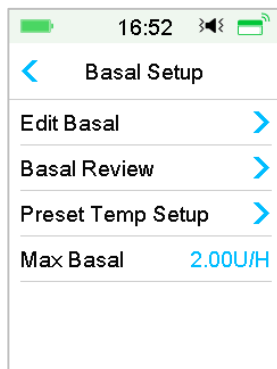 16:52
Basal Setup
Edit Basal
Basal Review
Preset Temp Setup
Max Basal 2.00U/H